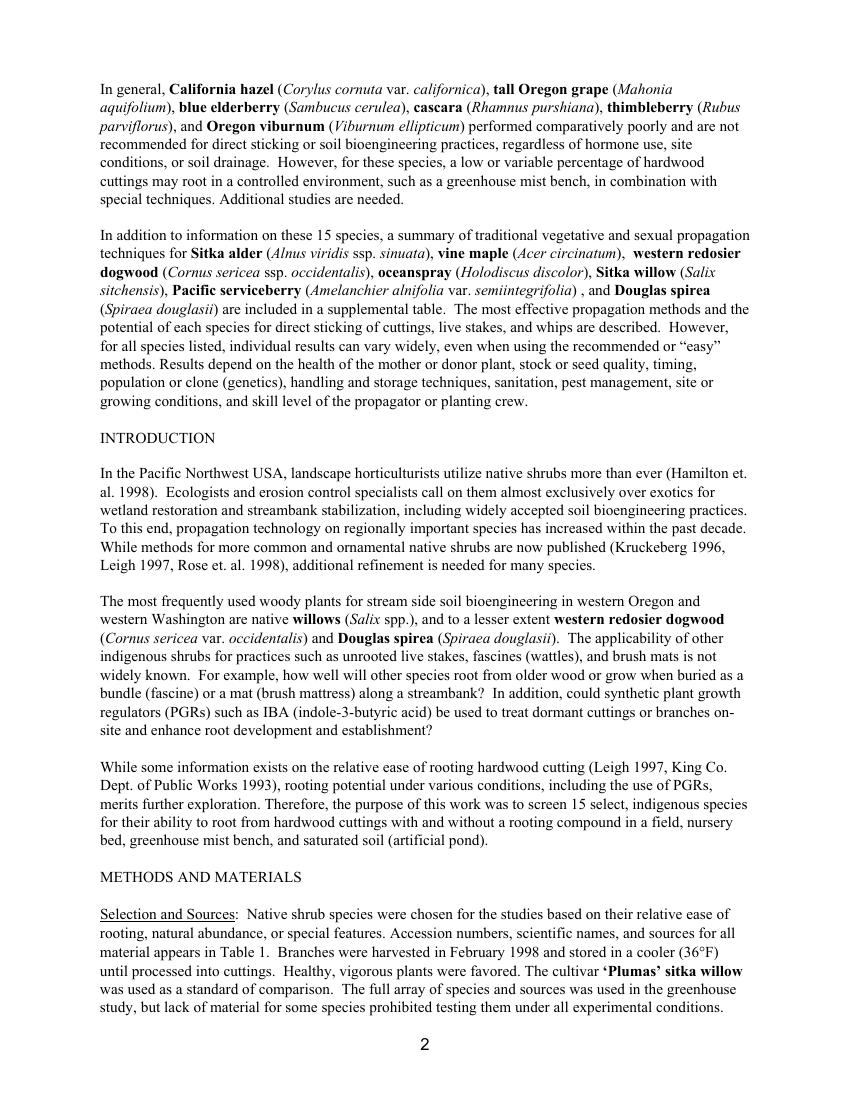 In general, California hazel (Corylus cornuta var. californica), tall Oregon grape (Mahonia
aquifolium), blue elderberry (Sambucus cerulea), cascara (Rhamnus purshiana), thimbleberry (Rubus
parviflorus), and Oregon viburnum (Viburnum ellipticum) performed comparatively poorly and are not
recommended for direct sticking or soil bioengineering practices, regardless of hormone use, site
conditions, or soil drainage.  However, for these species, a low or variable percentage of hardwood
cuttings may root in a controlled environment, such as a greenhouse mist bench, in combination with
special techniques. Additional studies are needed.

In addition to information on these 15 species, a summary of traditional vegetative and sexual propagation
techniques for Sitka alder (Alnus viridis ssp. sinuata), vine maple (Acer circinatum),  western redosier
dogwood (Cornus sericea ssp. occidentalis), oceanspray (Holodiscus discolor), Sitka willow (Salix
sitchensis), Pacific serviceberry (Amelanchier alnifolia var. semiintegrifolia) , and Douglas spirea
(Spiraea douglasii) are included in a supplemental table.  The most effective propagation methods and the
potential of each species for direct sticking of cuttings, live stakes, and whips are described.  However,
for all species listed, individual results can vary widely, even when using the recommended or “easy”
methods. Results depend on the health of the mother or donor plant, stock or seed quality, timing,
population or clone (genetics), handling and storage techniques, sanitation, pest management, site or
growing conditions, and skill level of the propagator or planting crew.

INTRODUCTION

In the Pacific Northwest USA, landscape horticulturists utilize native shrubs more than ever (Hamilton et.
al. 1998).  Ecologists and erosion control specialists call on them almost exclusively over exotics for
wetland restoration and streambank stabilization, including widely accepted soil bioengineering practices.
To this end, propagation technology on regionally important species has increased within the past decade.
While methods for more common and ornamental native shrubs are now published (Kruckeberg 1996,
Leigh 1997, Rose et. al. 1998), additional refinement is needed for many species.

The most frequently used woody plants for stream side soil bioengineering in western Oregon and
western Washington are native willows (Salix spp.), and to a lesser extent western redosier dogwood
(Cornus sericea var. occidentalis) and Douglas spirea (Spiraea douglasii).  The applicability of other
indigenous shrubs for practices such as unrooted live stakes, fascines (wattles), and brush mats is not
widely known.  For example, how well will other species root from older wood or grow when buried as a
bundle (fascine) or a mat (brush mattress) along a streambank?  In addition, could synthetic plant growth
regulators (PGRs) such as IBA (indole-3-butyric acid) be used to treat dormant cuttings or branches on-
site and enhance root development and establishment?

While some information exists on the relative ease of rooting hardwood cutting (Leigh 1997, King Co.
Dept. of Public Works 1993), rooting potential under various conditions, including the use of PGRs,
merits further exploration. Therefore, the purpose of this work was to screen 15 select, indigenous species
for their ability to root from hardwood cuttings with and without a rooting compound in a field, nursery
bed, greenhouse mist bench, and saturated soil (artificial pond).

METHODS AND MATERIALS

Selection and Sources:  Native shrub species were chosen for the studies based on their relative ease of
rooting, natural abundance, or special features. Accession numbers, scientific names, and sources for all
material appears in Table 1.  Branches were harvested in February 1998 and stored in a cooler (36°F)
until processed into cuttings.  Healthy, vigorous plants were favored. The cultivar ‘Plumas’ sitka willow
was used as a standard of comparison.  The full array of species and sources was used in the greenhouse
study, but lack of material for some species prohibited testing them under all experimental conditions.

2